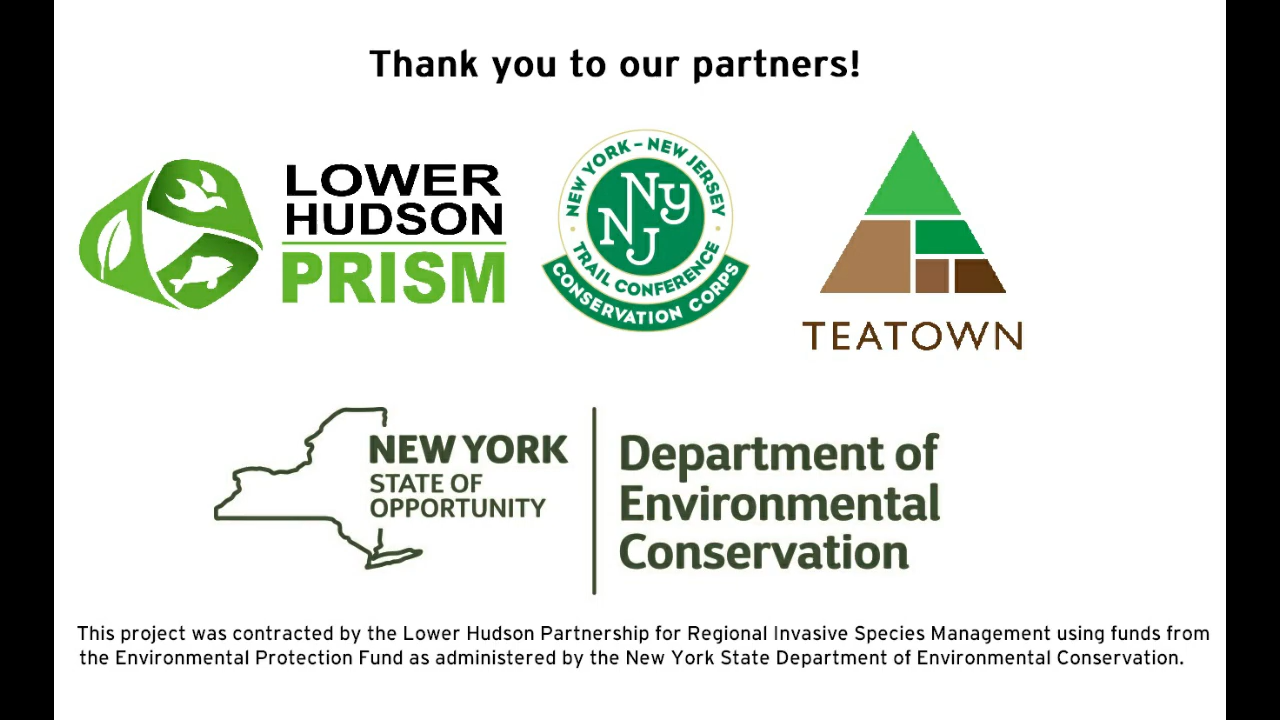 Thank you to our partners!
LOWER
HUDSON
PRISM
NEW YORK – NEW JERSEY
NY
NJ
TRAIL CONFERENCE
CONSERVATION CORPS
TEATOWN
NEW YORK
STATE OF
OPPORTUNITY
Department of
Environmental
Conservation
This project was contracted by the Lower Hudson Partnership for Regional Invasive Species Management using funds from
the Environmental Protection Fund as administered by the New York State Department of Environmental Conservation.